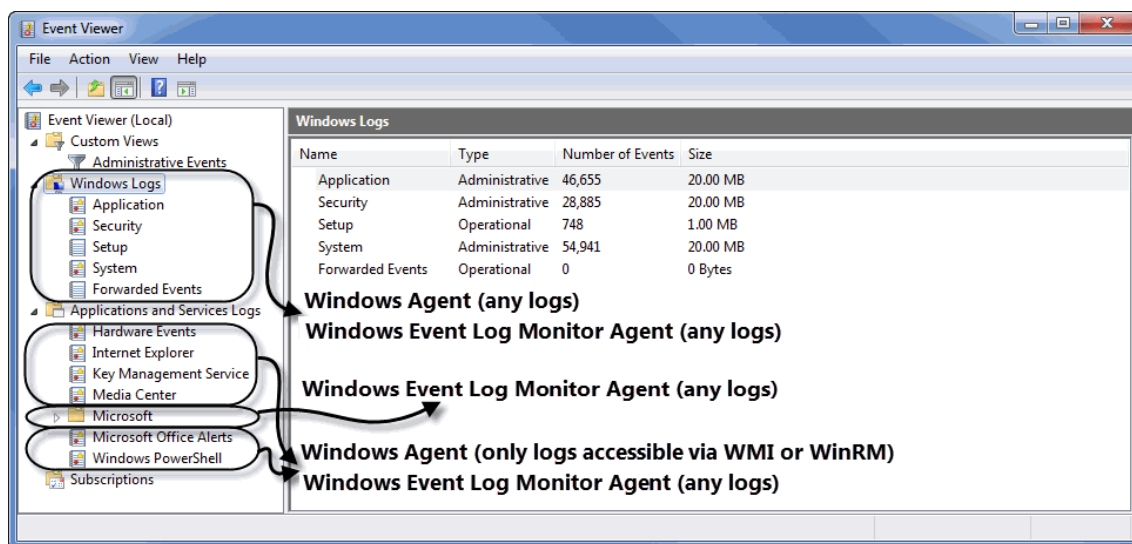 Event Viewer
File Action View Help
Event Viewer (Local)
Custom Views
Administrative Events
Windows Logs
Application
Security
Setup
System
Forwarded Events
Applications and Services Logs
Hardware Events
Internet Explorer
Key Management Service
Media Center
Microsoft
Microsoft Office Alerts
Windows PowerShell
Subscriptions
Windows Logs
Name Type Number of Events Size
Application Administrative 46,655 20.00 MB
Security Administrative 28,885 20.00 MB
Setup Operational 748 1.00 MB
System Administrative 54,941 20.00 MB
Forwarded Events Operational 0 0 Bytes
Windows Agent (any logs)
Windows Event Log Monitor Agent (any logs)
Windows Event Log Monitor Agent (any logs)
Windows Agent (only logs accessible via WMI or WinRM)
Windows Event Log Monitor Agent (any logs)